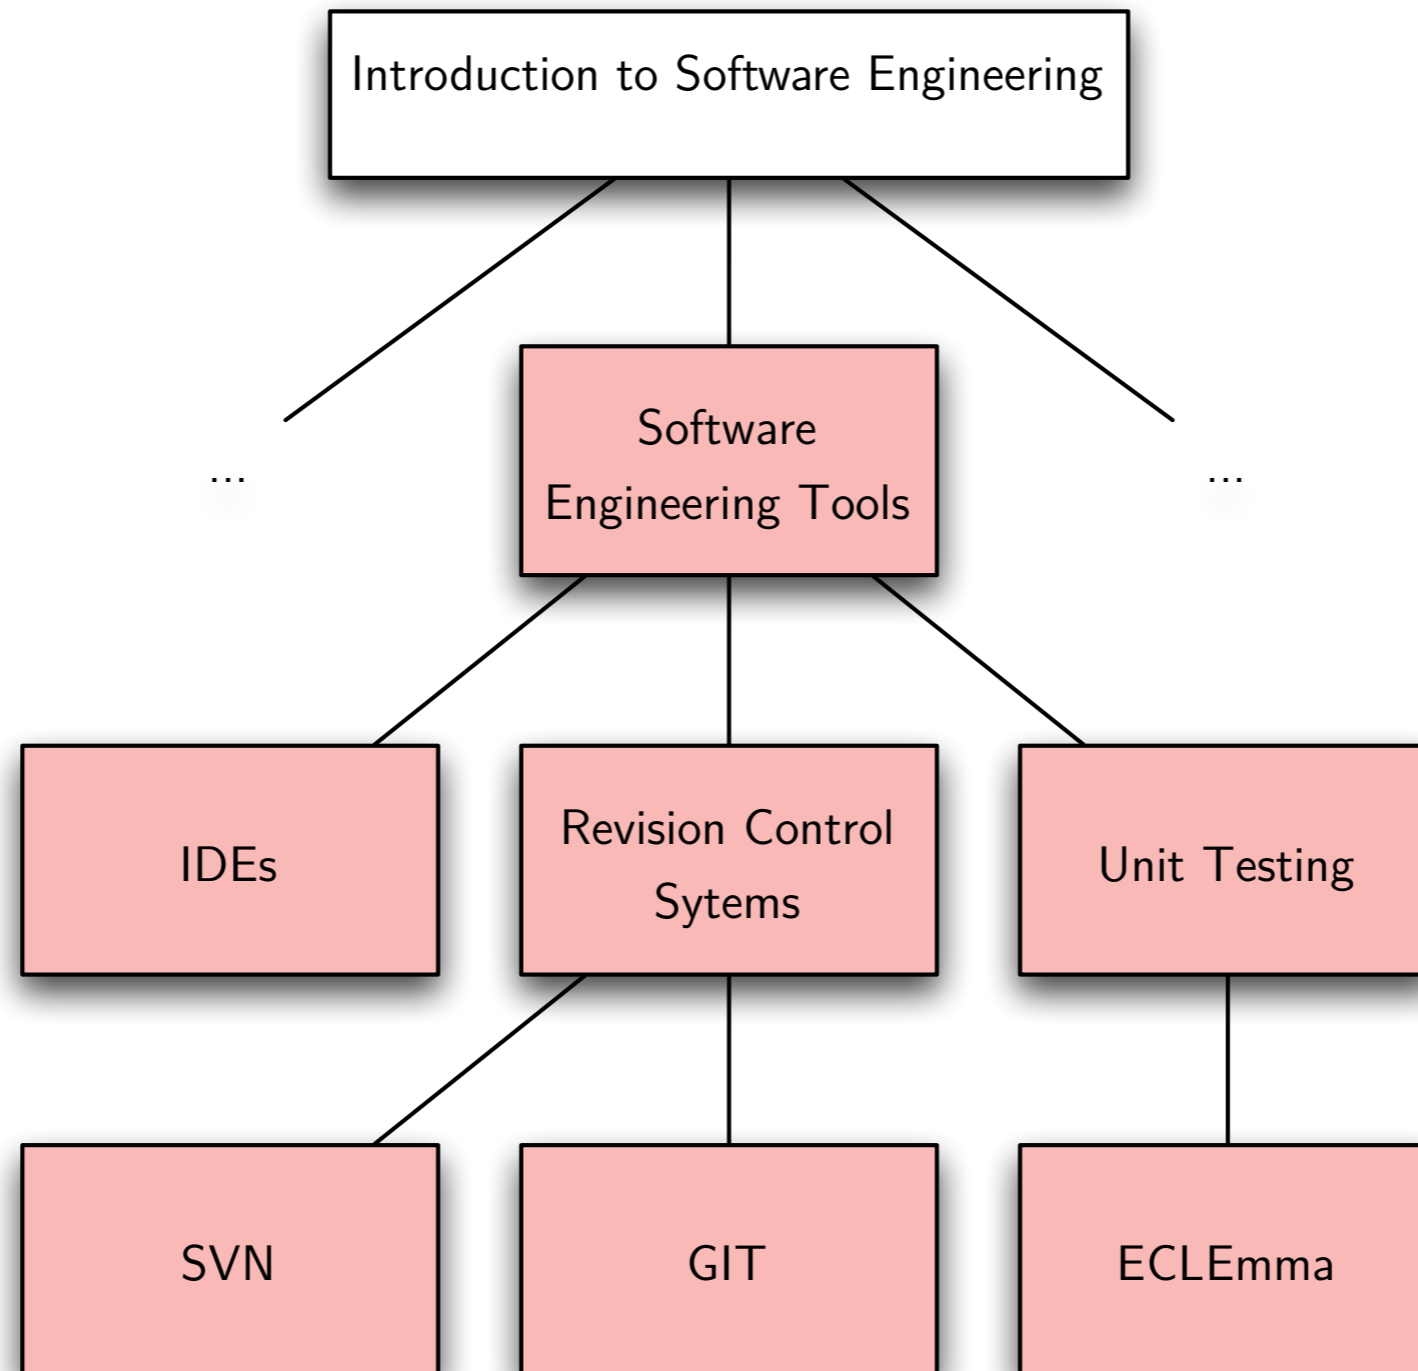 Introduction to Software Engineering
...
Software
Engineering Tools
...
IDEs
Revision Control
Sytems
Unit Testing
SVN
GIT
ECLEmma